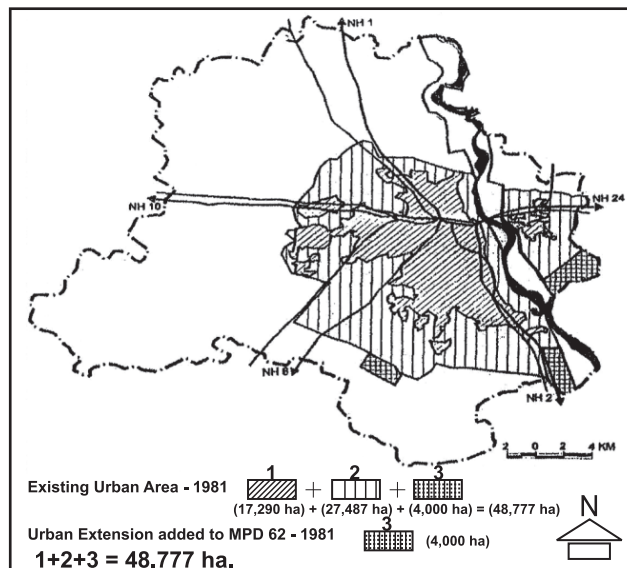 NH 1
NH 10
NH 24
NH 8
NH 2
2 0 2 4 KM
1 2 3
Existing Urban Area - 1981 + +
(17,290 ha) + (27,487 ha) + (4,000 ha) = (48,777 ha)
N
3
Urban Extension added to MPD 62 - 1981 (4,000 ha)
1+2+3 = 48,777 ha.